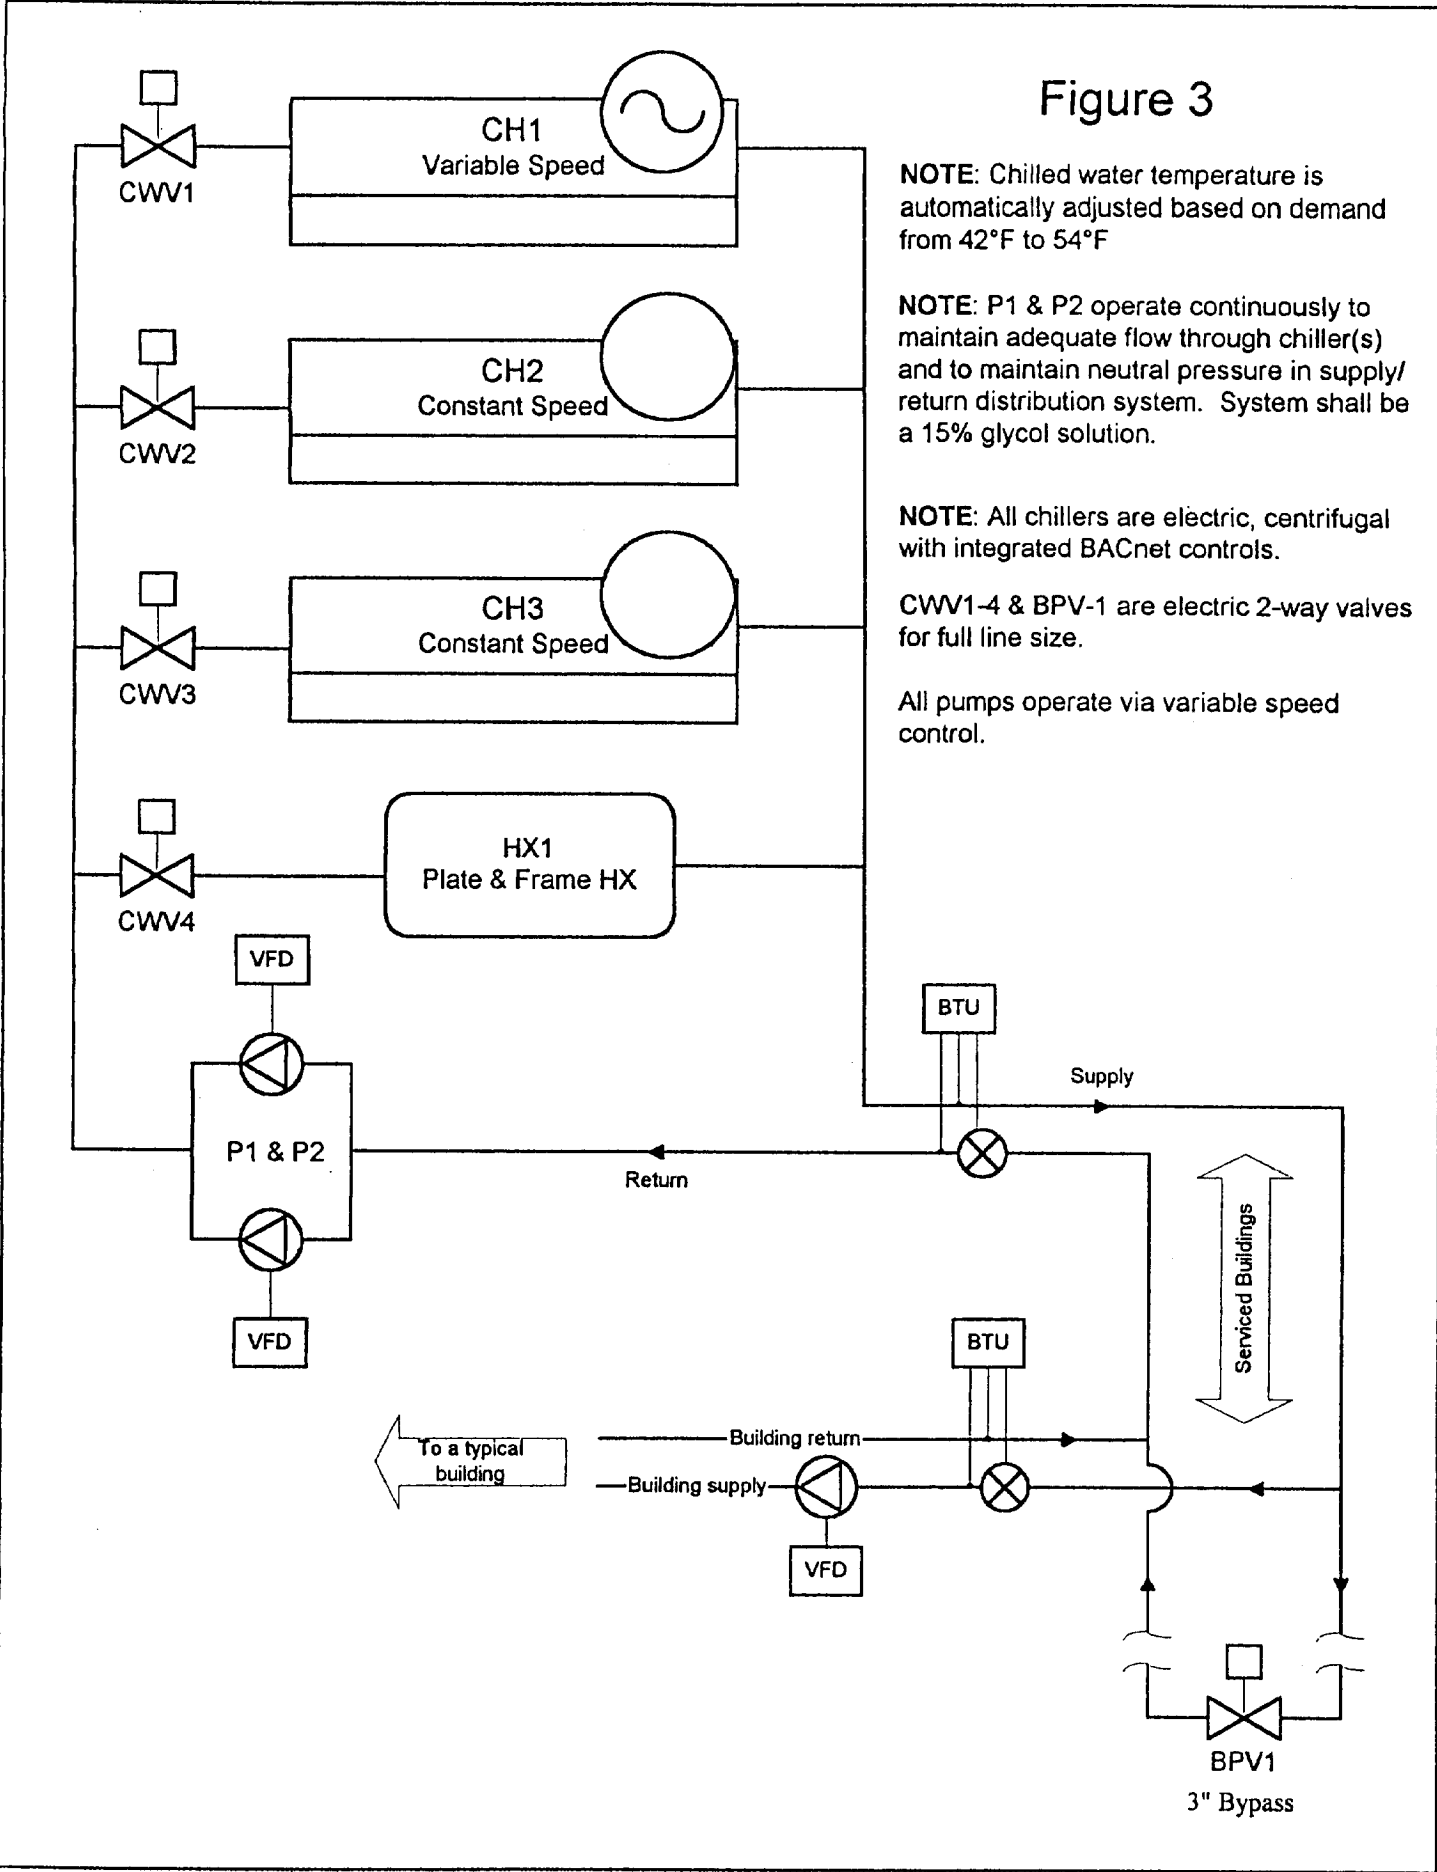 Figure 3
CH1
Variable Speed
CWV1
NOTE: Chilled water temperature is
automatically adjusted based on demand
from 42°F to 54°F
CH2
Constant Speed
CWV2
NOTE: P1 & P2 operate continuously to
maintain adequate flow through chiller(s)
and to maintain neutral pressure in supply/
return distribution system. System shall be
a 15% glycol solution.
NOTE: All chillers are electric, centrifugal
with integrated BACnet controls.
CH3
Constant Speed
CWV3
CWV1-4 & BPV-1 are electric 2-way valves
for full line size.
All pumps operate via variable speed
control.
HX1
Plate & Frame HX
CWV4
VFD
BTU
Supply
P1 & P2
Return
VFD
Serviced Buildings
BTU
To a typical
building
Building return
Building supply
VFD
BPV1
3" Bypass